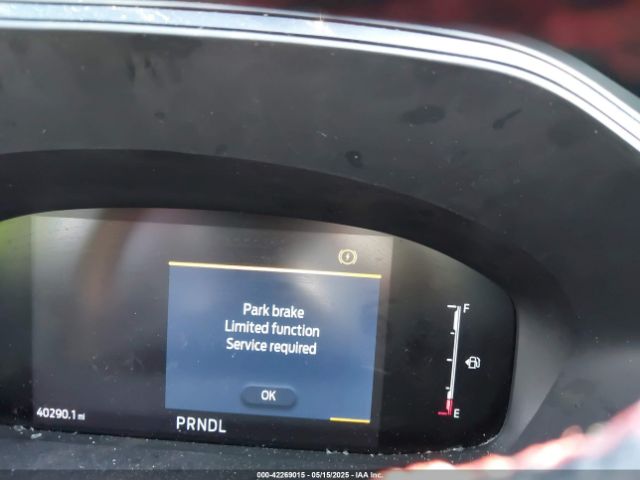 F
Park brake
Limited function
Service required
OK
E
40290.1 mi
PRNDL
000-42269015 - 05/15/2025 - IAA Inc.